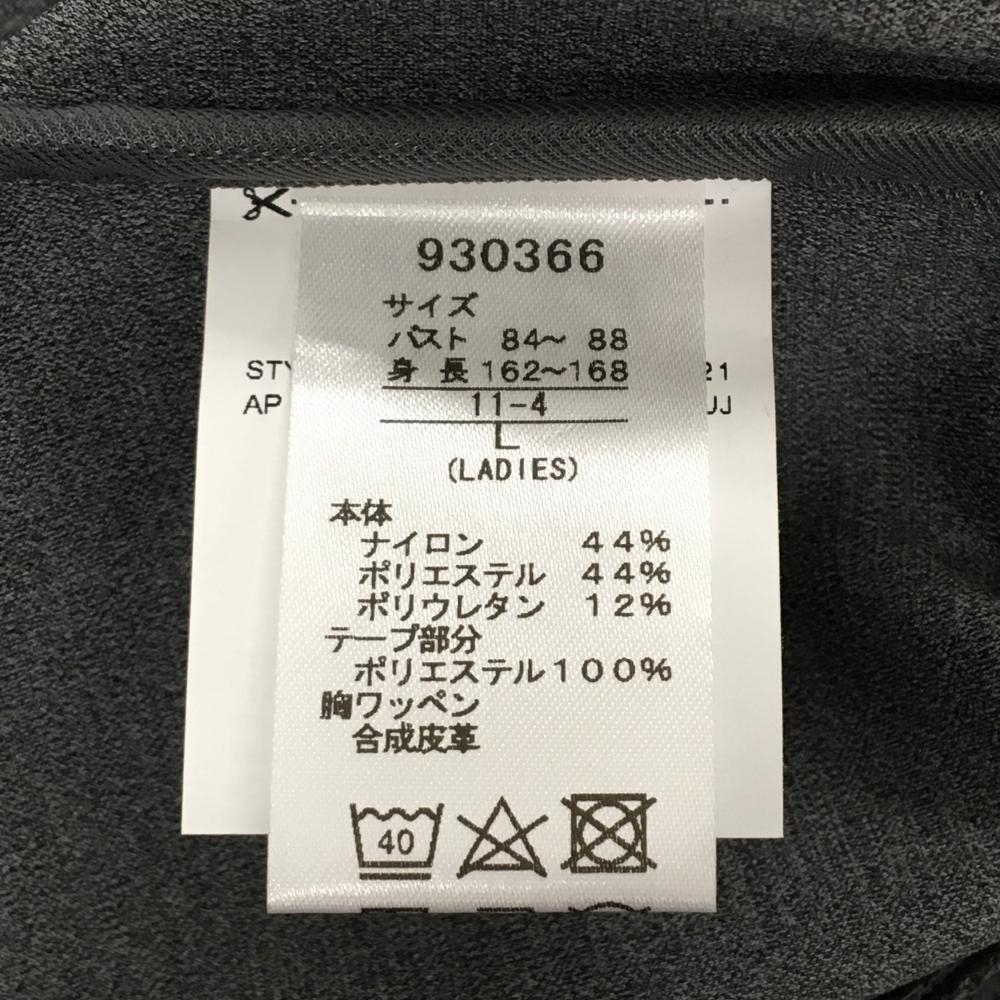 930366
サイズ
バスト 84〜 88
身 長 162〜168
STY 21
AP JJ
11-4
L
(LADIES)
本体
ナイロン 44%
ポリエステル 44%
ポリウレタン 12%
テープ部分
ポリエステル100%
胸ワッペン
合成皮革
40